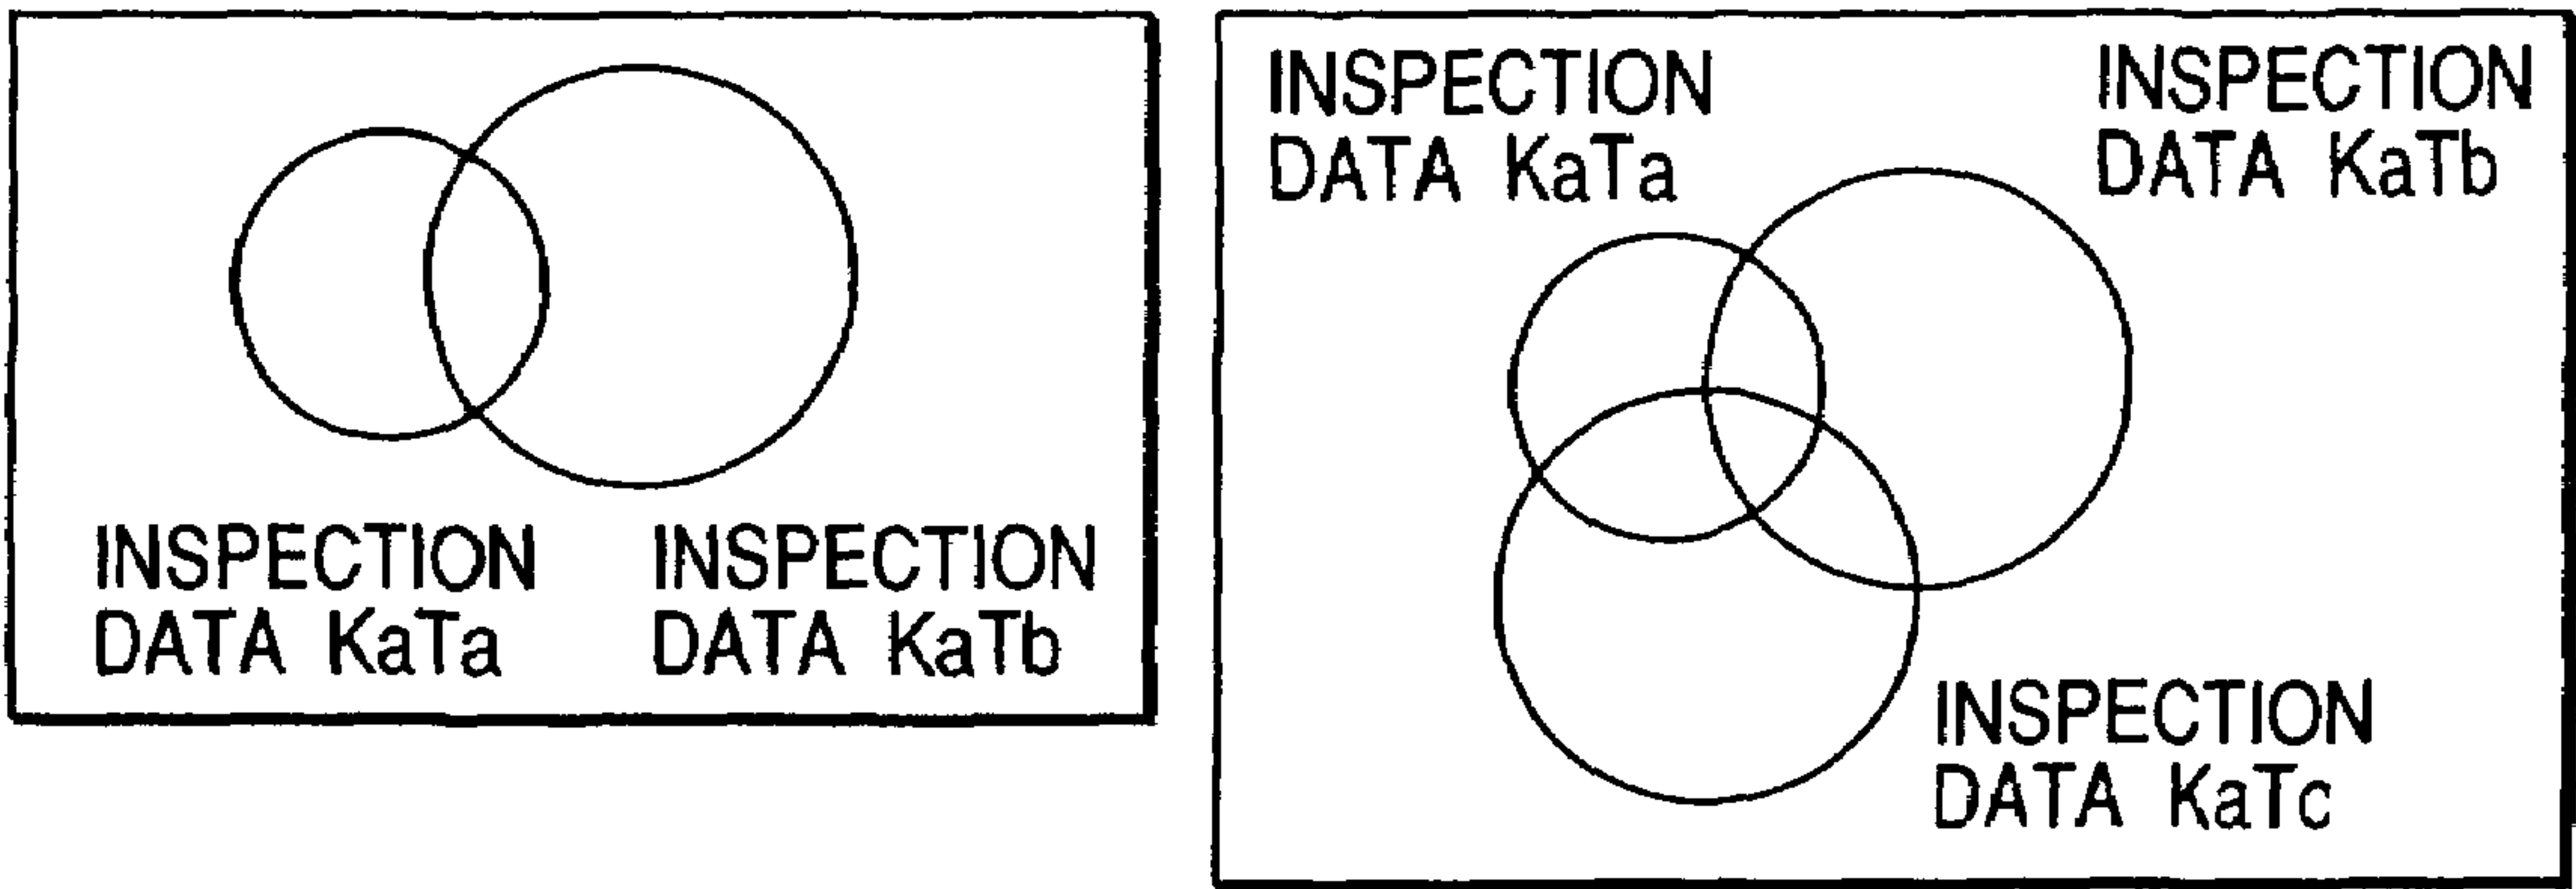 INSPECTION
DATA KaTa
INSPECTION
DATA KaTb
INSPECTION
DATA KaTa
INSPECTION
DATA KaTb
INSPECTION
DATA KaTc